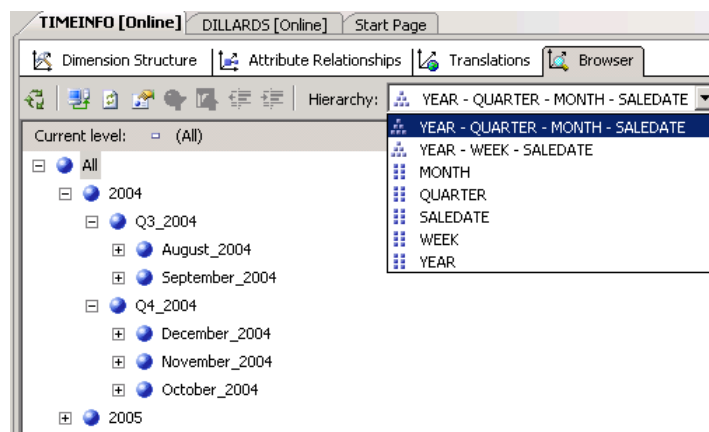 TIMEINFO [Online] DILLARDS [Online] Start Page
Dimension Structure Attribute Relationships Translations Browser
Hierarchy: YEAR - QUARTER - MONTH - SALEDATE
Current level: (All)
YEAR - QUARTER - MONTH - SALEDATE
YEAR - WEEK - SALEDATE
MONTH
QUARTER
SALEDATE
WEEK
YEAR
All
2004
Q3_2004
August_2004
September_2004
Q4_2004
December_2004
November_2004
October_2004
2005